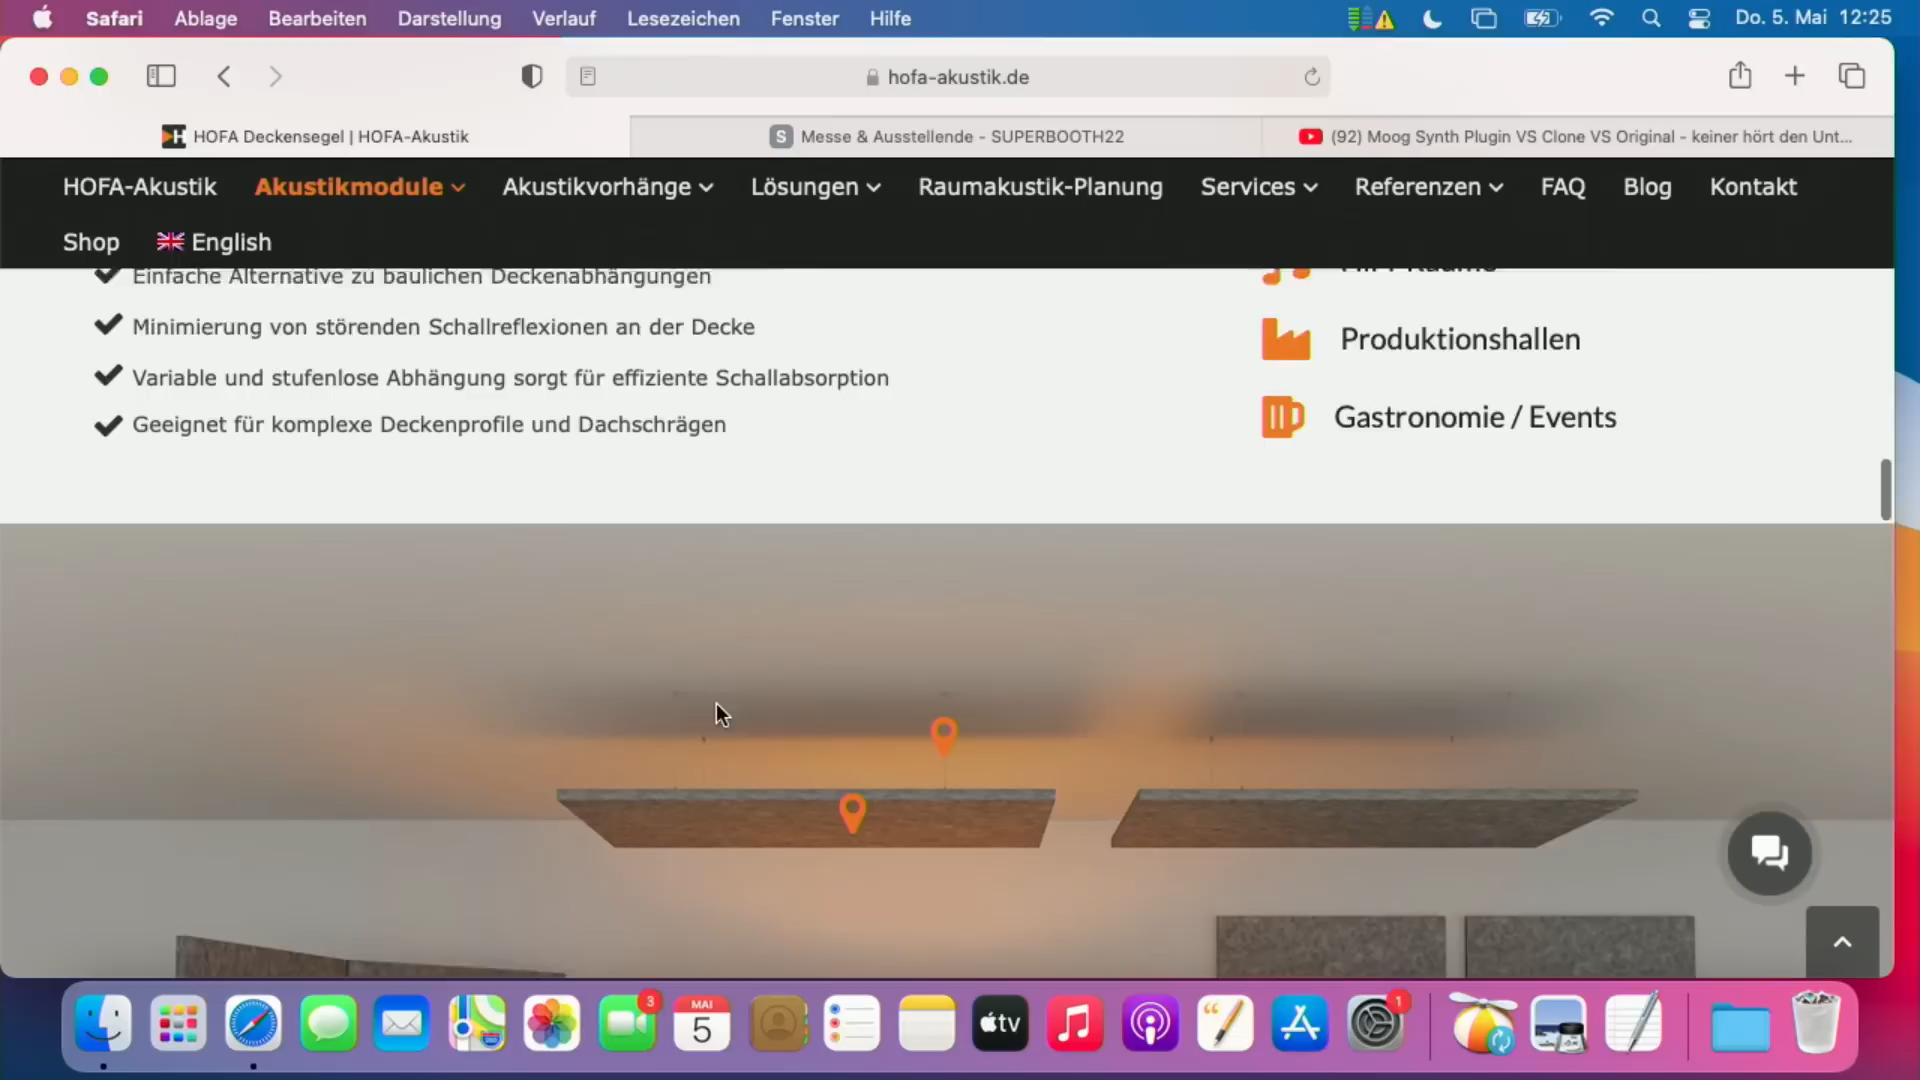 Safari Ablage Bearbeiten Darstellung Verlauf Lesezeichen Fenster Hilfe Do. 5. Mai 12:25
hofa-akustik.de
HOFA Deckensegel | HOFA-Akustik
S Messe & Ausstellende - SUPERBOOTH22
(92) Moog Synth Plugin VS Clone VS Original - keiner hört den Unt...
HOFA-Akustik Akustikmodule Akustikvorhänge Lösungen Raumakustik-Planung Services Referenzen FAQ Blog Kontakt
Shop English
Einfache Alternative zu baulichen Deckenabhängungen
Minimierung von störenden Schallreflexionen an der Decke
Variable und stufenlose Abhängung sorgt für effiziente Schallabsorption
Geeignet für komplexe Deckenprofile und Dachschrägen
Produktionshallen
Gastronomie / Events
3
MAI
5
tv
1